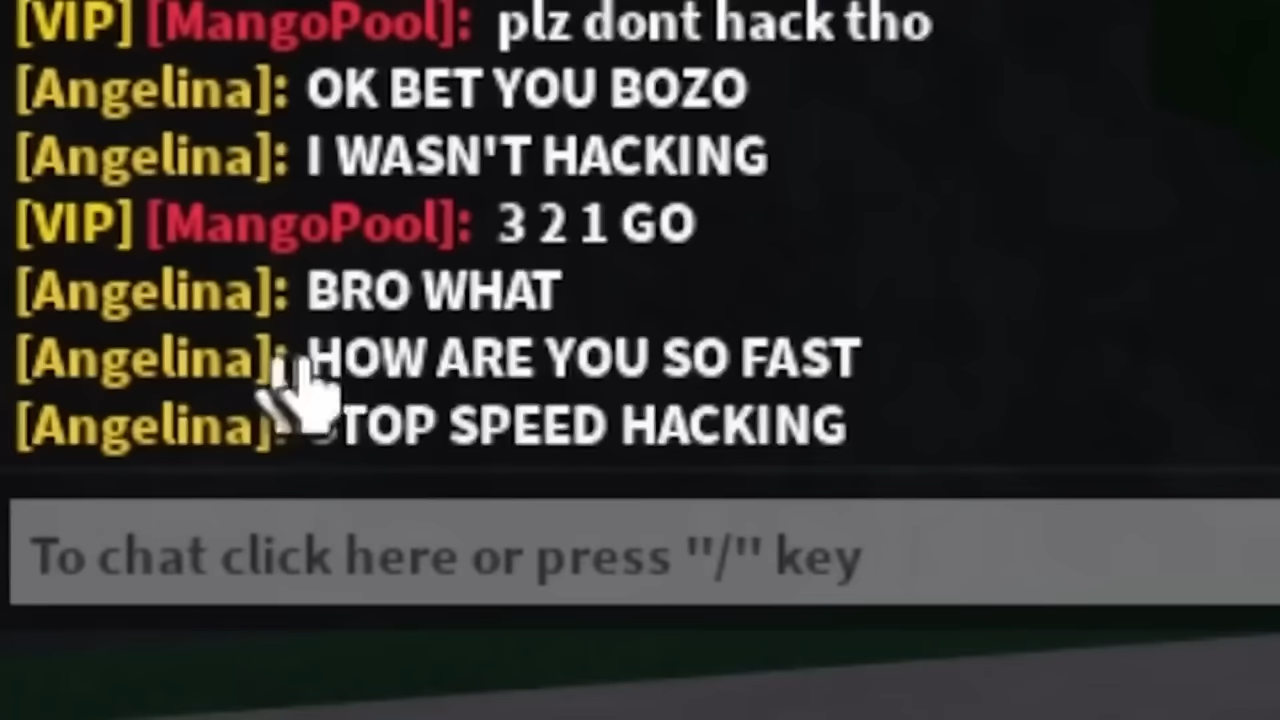 [VIP] [MangoPool]: plz dont hack tho
[Angelina]: OK BET YOU BOZO
[Angelina]: I WASN'T HACKING
[VIP] [MangoPool]: 3 2 1 GO
[Angelina]: BRO WHAT
[Angelina]: HOW ARE YOU SO FAST
[Angelina]: STOP SPEED HACKING
To chat click here or press "/" key